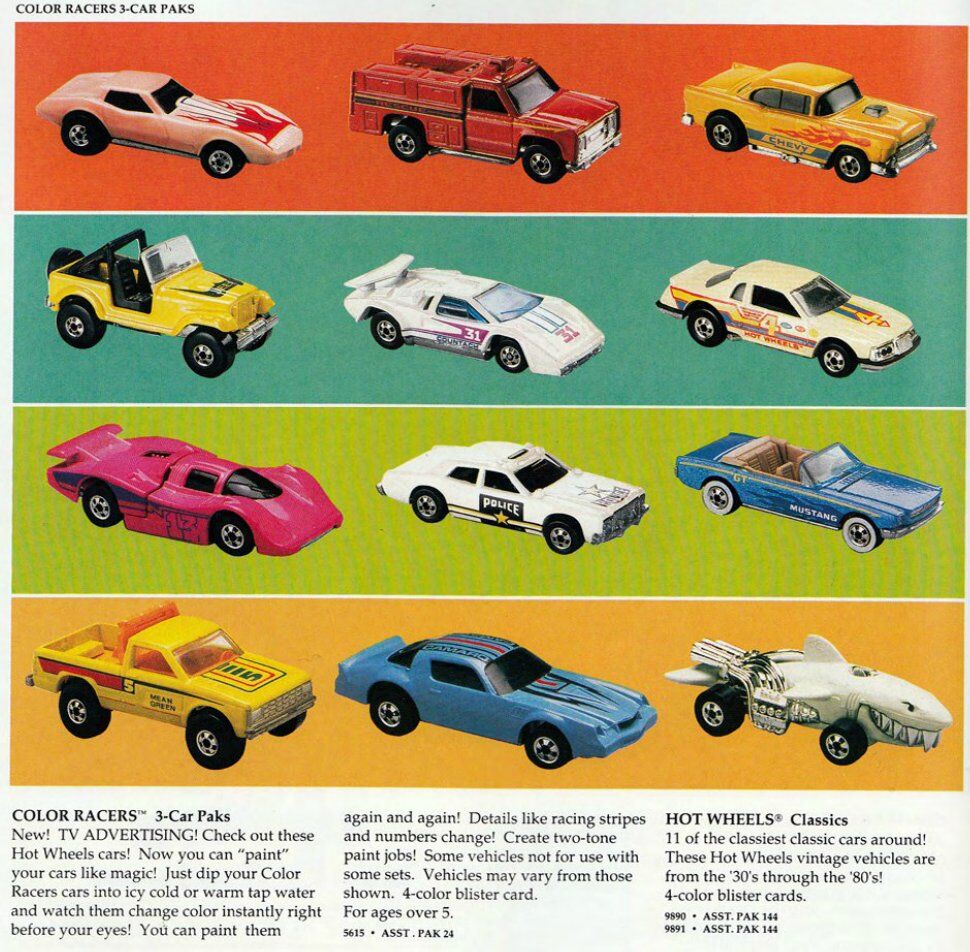 COLOR RACERS 3-CAR PAKS
RESCUE
CHEVY
31
31
COUNTACH
4
4
HOT WHEELS
POLICE
GT
MUSTANG
5
MEAN
GREEN
CAMARO
COLOR RACERS™ 3-Car Paks
New! TV ADVERTISING! Check out these
Hot Wheels cars! Now you can "paint"
your cars like magic! Just dip your Color
Racers cars into icy cold or warm tap water
and watch them change color instantly right
before your eyes! You can paint them
again and again! Details like racing stripes
and numbers change! Create two-tone
paint jobs! Some vehicles not for use with
some sets. Vehicles may vary from those
shown. 4-color blister card.
For ages over 5.
5615 • ASST. PAK 24
HOT WHEELS® Classics
11 of the classiest classic cars around!
These Hot Wheels vintage vehicles are
from the '30's through the '80's!
4-color blister cards.
9890 • ASST. PAK 144
9891 • ASST. PAK 144